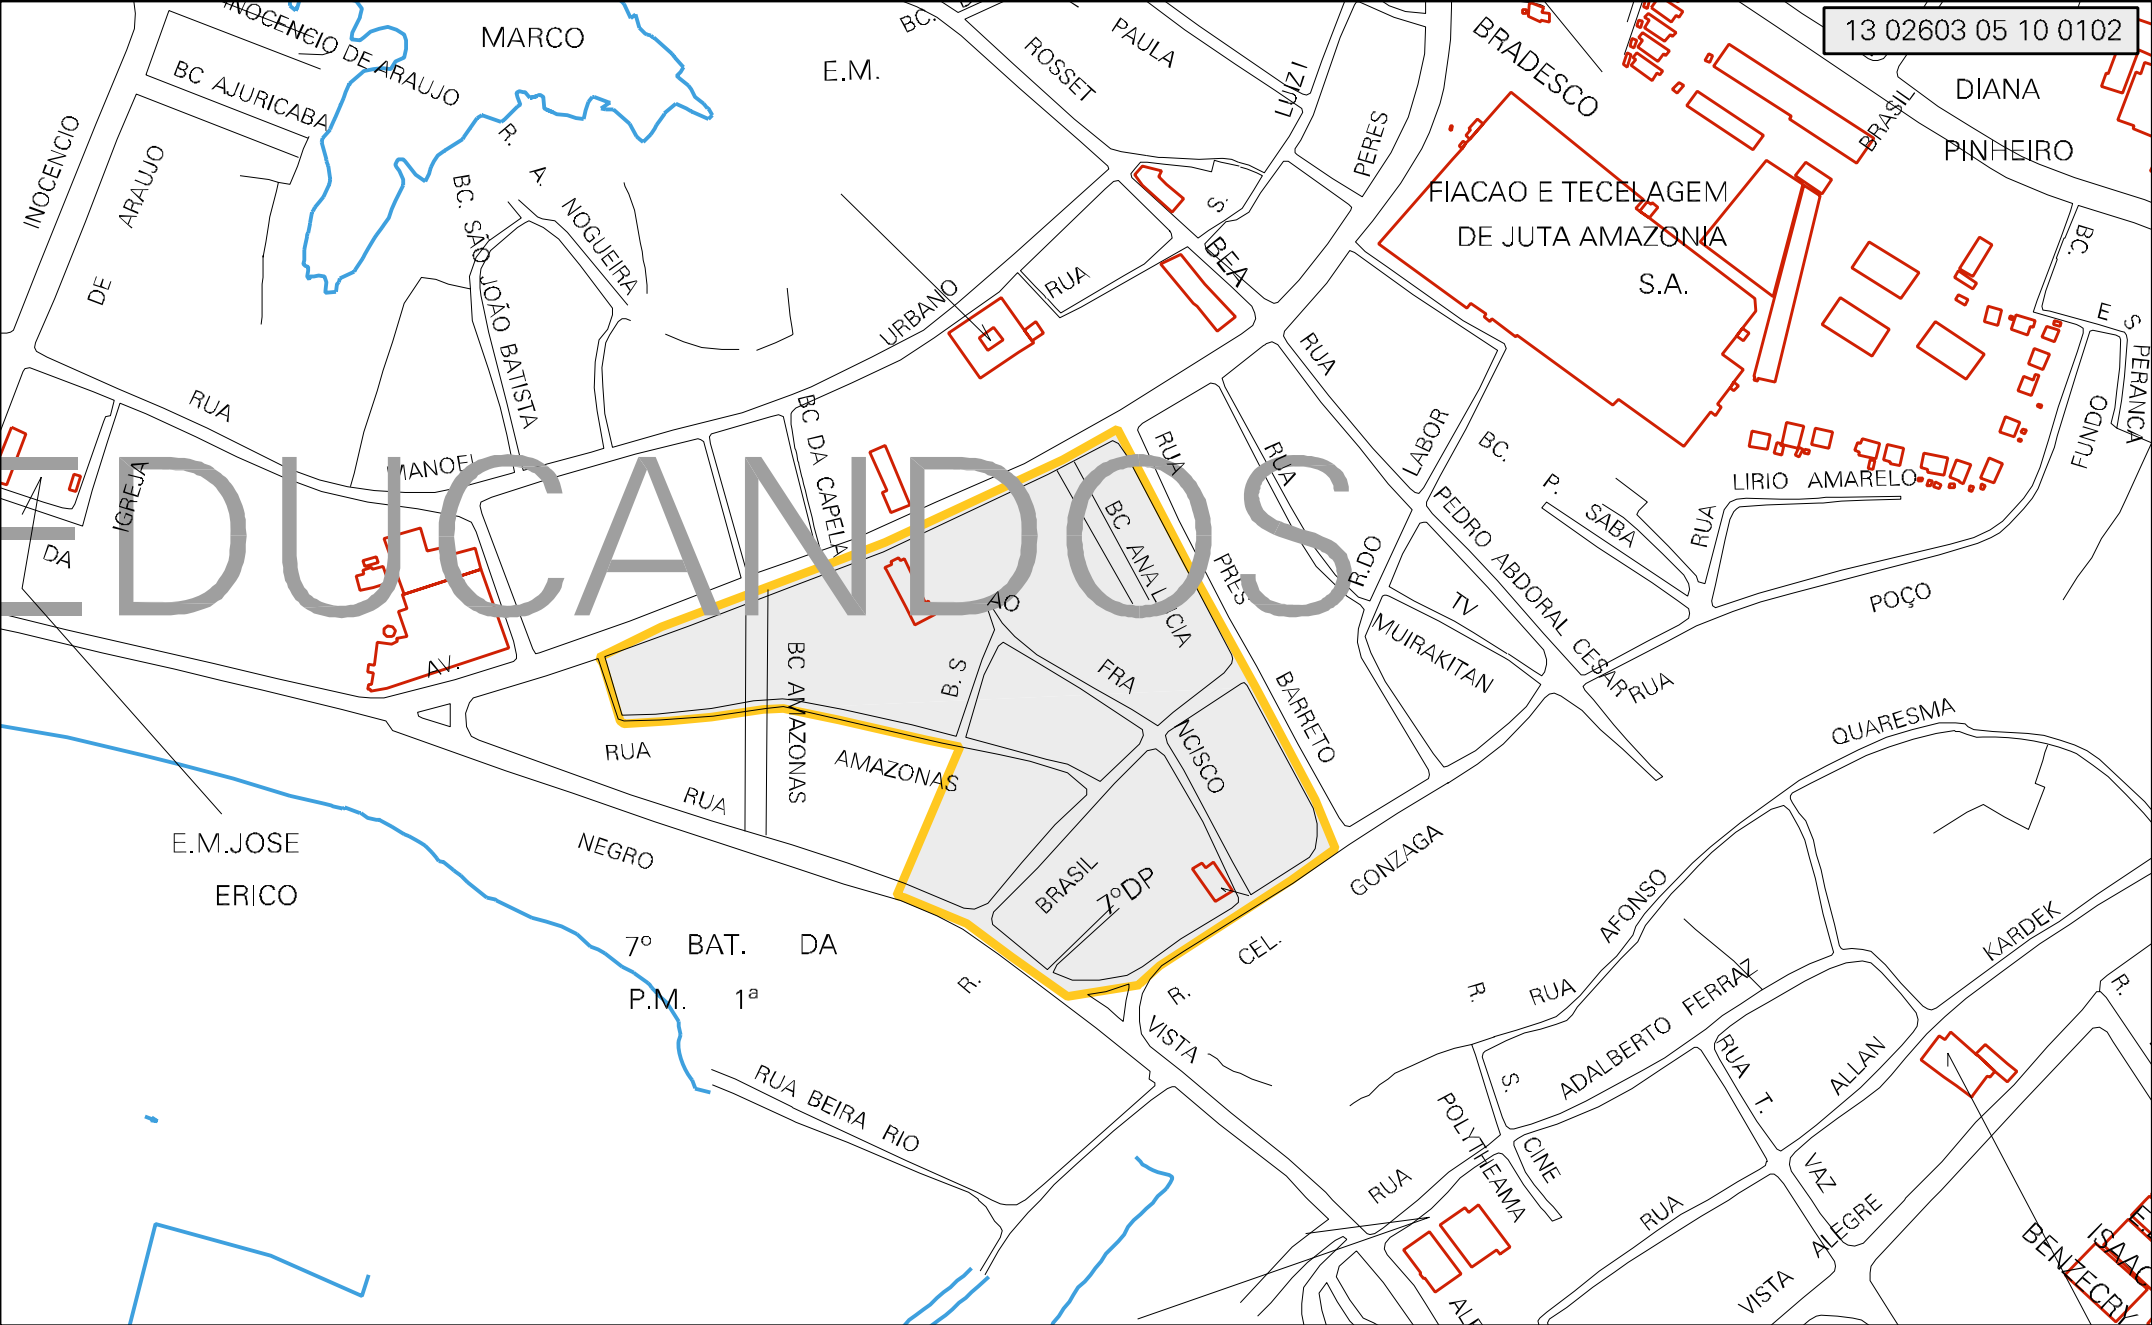 13 02603 05 10 0102
INOCENCIO DE ARAUJO
MARCO
E.M.
BC.
ROSSET
PAULA
LUIZ I
PERES
BRADESCO
BRASIL
DIANA
PINHEIRO
BC AJURICABA
INOCENCIO
DE ARAUJO
R. A. NOGUEIRA
BC. SÃO JOÃO BATISTA
URBANO
RUA
S.
BEA
FIACAO E TECELAGEM
DE JUTA AMAZONIA
S.A.
BC.
E S PERANCA
FUNDO
RUA
MANOEL
BC DA CAPELA
RUA
PRES
BARRETO
RUA
R.DO
LABOR
RUA
PEDRO ABDORAL CESAR
BC. P. SABA
RUA
LIRIO AMARELO
EDUCANDOS
IGREJA
DA
AV.
BC ANA LUCIA
AO
FRA
NCISCO
B. S
BC AMAZONAS
RUA
AMAZONAS
RUA
NEGRO
TV
MUIRAKITAN
RUA
POÇO
QUARESMA
E.M.JOSE
ERICO
BRASIL
7ºDP
7º BAT. DA
P.M. 1ª
R.
VISTA
R.
CEL.
GONZAGA
RUA BEIRA RIO
R.
S.
RUA
AFONSO
ADALBERTO FERRAZ
KARDEK
ALLAN
RUA T.
VAZ
R.
POLYTHEAMA
CINE
RUA
RUA
ALEGRE
VISTA
BENZECRY
ISAAC